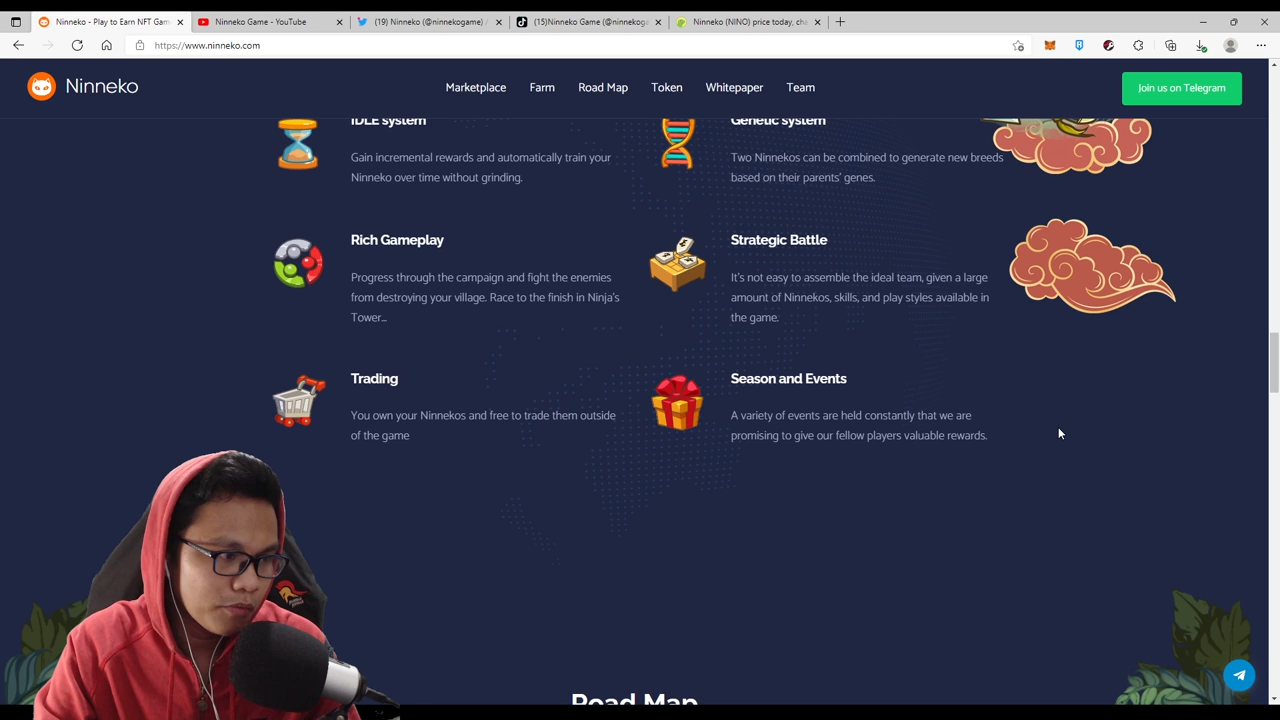 Ninneko - Play to Earn NFT Gam
Ninneko Game - YouTube
(19) Ninneko (@ninnekogame) /
(15)Ninneko Game (@ninnekoga
Ninneko (NINO) price today, cha
https://www.ninneko.com
Ninneko
Marketplace
Farm
Road Map
Token
Whitepaper
Team
Join us on Telegram
IDLE system
Gain incremental rewards and automatically train your
Ninneko over time without grinding.
Genetic system
Two Ninnekos can be combined to generate new breeds
based on their parents' genes.
Rich Gameplay
Progress through the campaign and fight the enemies
from destroying your village. Race to the finish in Ninja's
Tower...
Strategic Battle
It's not easy to assemble the ideal team, given a large
amount of Ninnekos, skills, and play styles available in
the game.
Trading
You own your Ninnekos and free to trade them outside
of the game
Season and Events
A variety of events are held constantly that we are
promising to give our fellow players valuable rewards.
Road Map